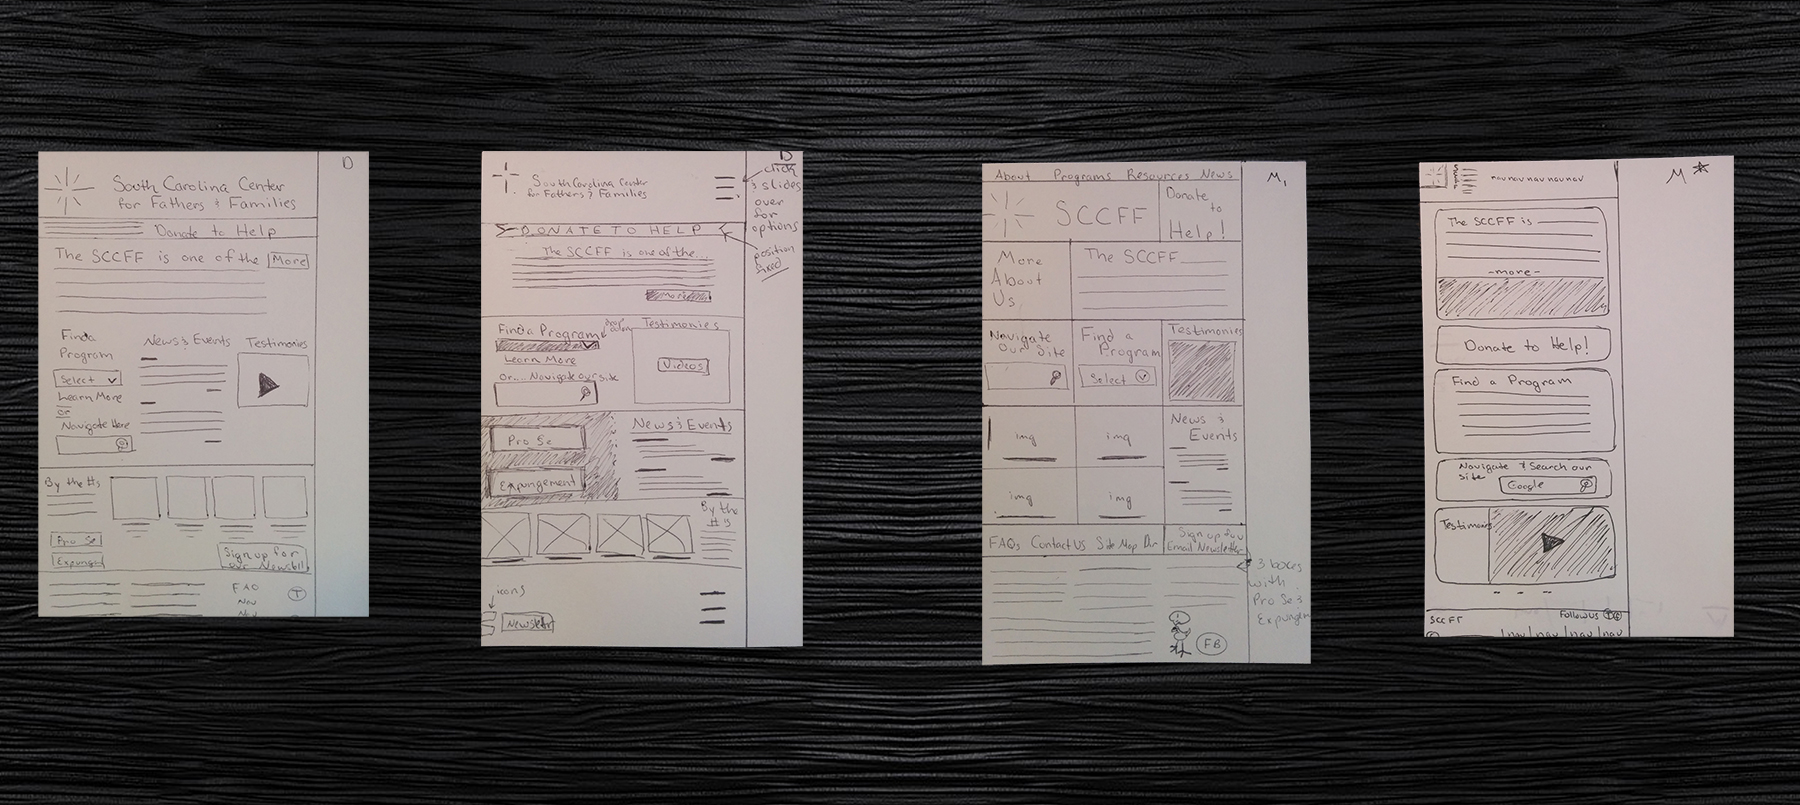 D
South Carolina Center
for Fathers & Families
Donate to Help
The SCCFF is one of the More
Find a
Program
Select
Learn More
or
Navigate Here
News & Events
Testimonies
By the #s
Pro Se
Expung
Sign up for
our Newsltt
FAQ
Nav
Nav
T
D
click
& slides
over
for
options
South Carolina Center
for Fathers & Families
DONATE TO HELP
position
fixed
The SCCFF is one of the...
More
Find a Program
drop
down
Learn More
Or... Navigate our site
Testimonies
Videos
Pro Se
Expungement
News & Events
By the
#'s
icons
Newslettr
M,
About Programs Resources News
SCCFF
Donate
to
Help!
More
About
Us
The SCCFF
Navigate
Our Site
Find a
Program
Select
Testimonies
img
img
img
img
News &
Events
FAQs Contact Us Site Map Dir
Sign up for
Email Newsletter
3 boxes
with
Pro Se &
Expungem
FB
M
nav nav nav nav nav
The SCCFF is
-more-
Donate to Help!
Find a Program
Navigate & Search our
site
Google
Testimonies
SCCFF
Follow us
nav | nav | nav | nav